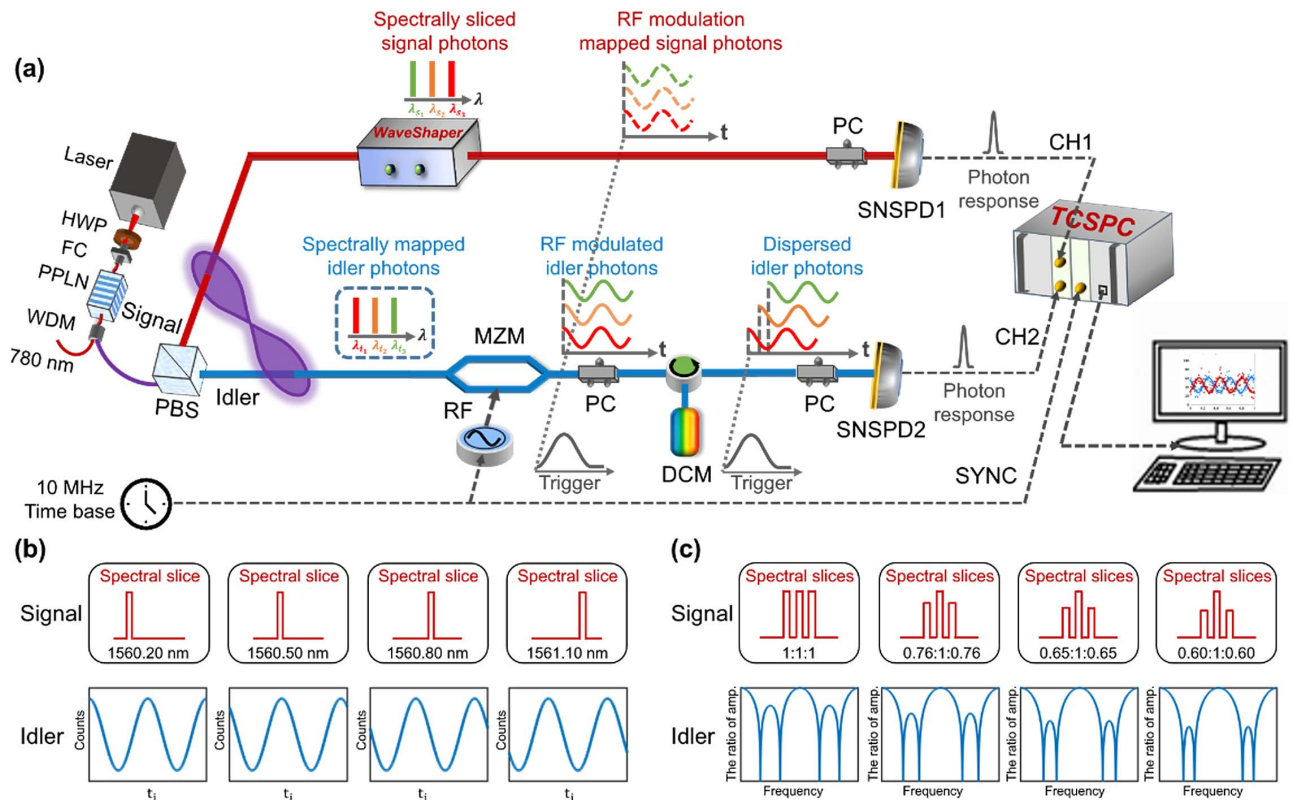 (a)
Spectrally sliced
signal photons
λs1 λs2 λs3 λ
RF modulation
mapped signal photons
t
WaveShaper
PC
SNSPD1
CH1
Photon
response
TCSPC
Laser
HWP
FC
PPLN
WDM
780 nm
Signal
PBS
Idler
Spectrally mapped
idler photons
λi1 λi2 λi3 λ
RF modulated
idler photons
t
Dispersed
idler photons
t
MZM
RF
PC
DCM
PC
SNSPD2
CH2
Photon
response
Trigger
Trigger
SYNC
10 MHz
Time base
(b)
Signal
Spectral slice
1560.20 nm
Spectral slice
1560.50 nm
Spectral slice
1560.80 nm
Spectral slice
1561.10 nm
Idler
Counts
ti
Counts
ti
Counts
ti
Counts
ti
(c)
Signal
Spectral slices
1:1:1
Spectral slices
0.76:1:0.76
Spectral slices
0.65:1:0.65
Spectral slices
0.60:1:0.60
Idler
The ratio of amp.
Frequency
The ratio of amp.
Frequency
The ratio of amp.
Frequency
The ratio of amp.
Frequency